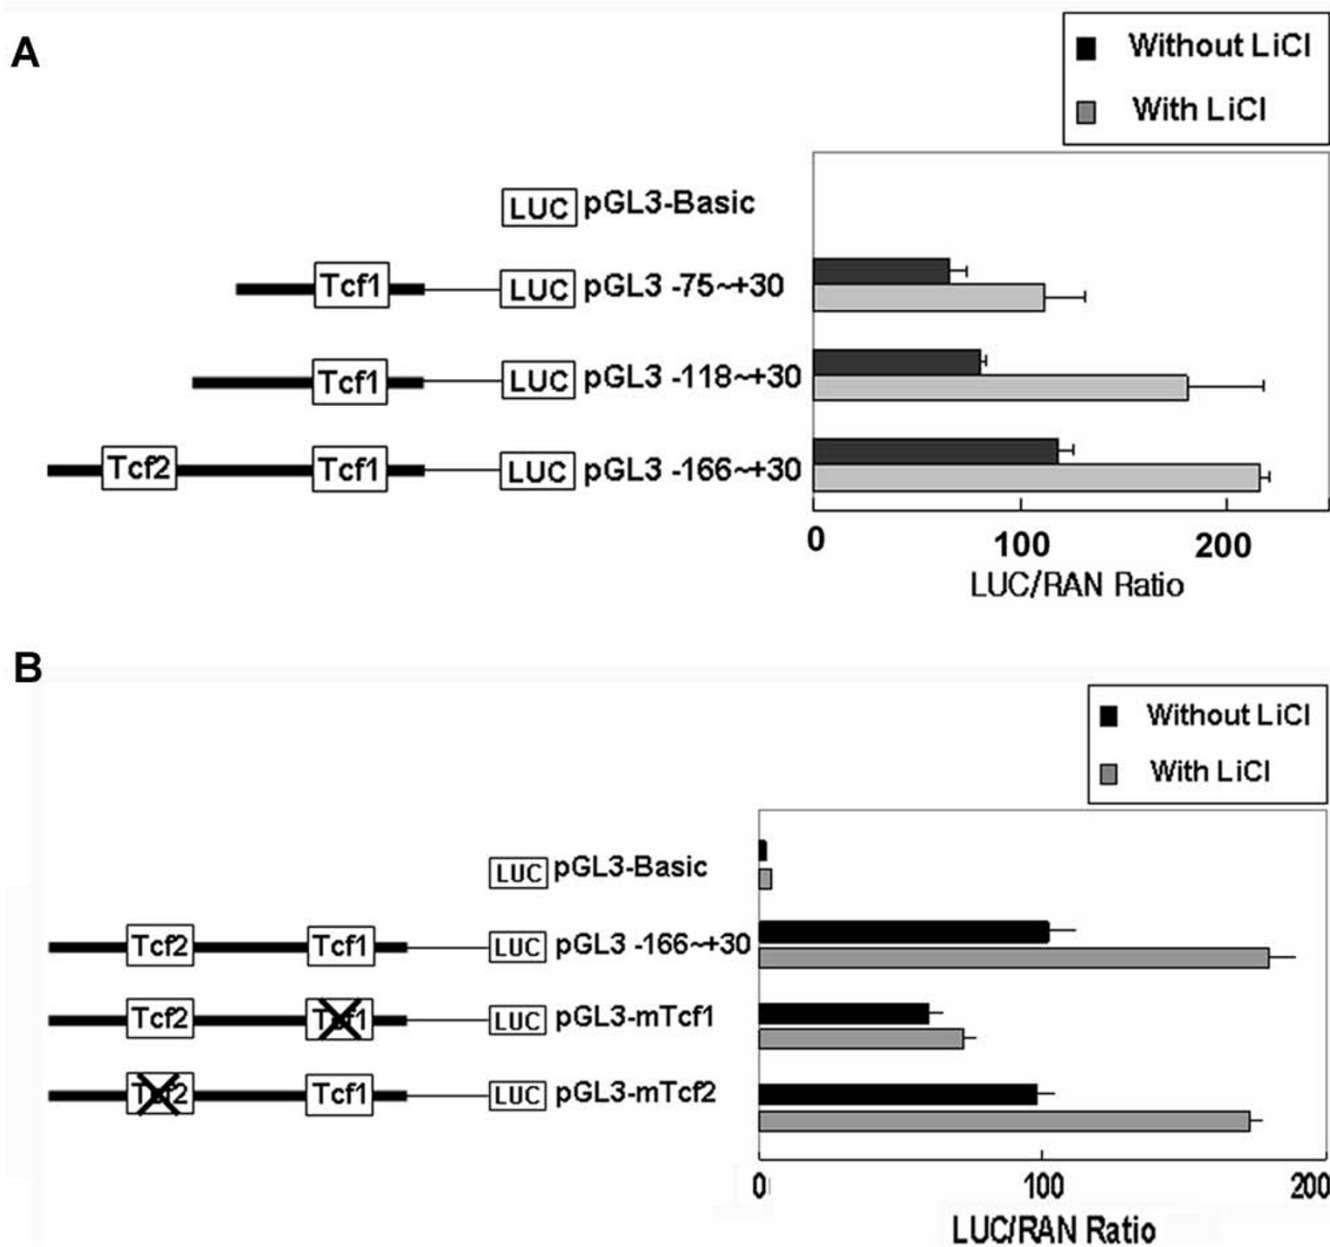 A
Without LiCl
With LiCl
LUC pGL3-Basic
Tcf1 LUC pGL3 -75~+30
Tcf1 LUC pGL3 -118~+30
Tcf2 Tcf1 LUC pGL3 -166~+30
0 100 200
LUC/RAN Ratio
B
Without LiCl
With LiCl
LUC pGL3-Basic
Tcf2 Tcf1 LUC pGL3 -166~+30
Tcf2 Tcf1 LUC pGL3-mTcf1
Tcf2 Tcf1 LUC pGL3-mTcf2
0 100 200
LUC/RAN Ratio